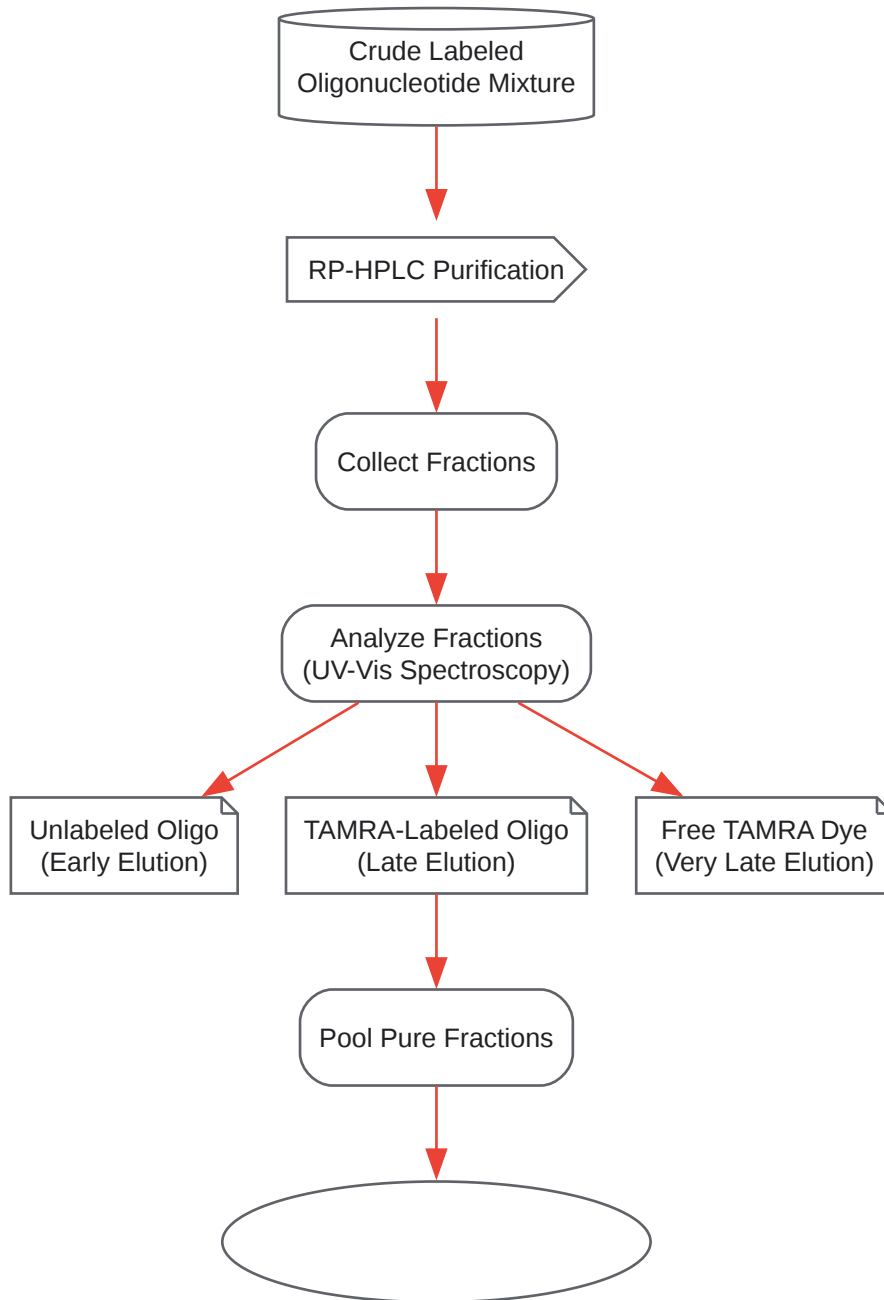 Crude Labeled
Oligonucleotide Mixture
RP-HPLC Purification
Collect Fractions
Analyze Fractions
(UV-Vis Spectroscopy)
Unlabeled Oligo
(Early Elution)
TAMRA-Labeled Oligo
(Late Elution)
Free TAMRA Dye
(Very Late Elution)
Pool Pure Fractions